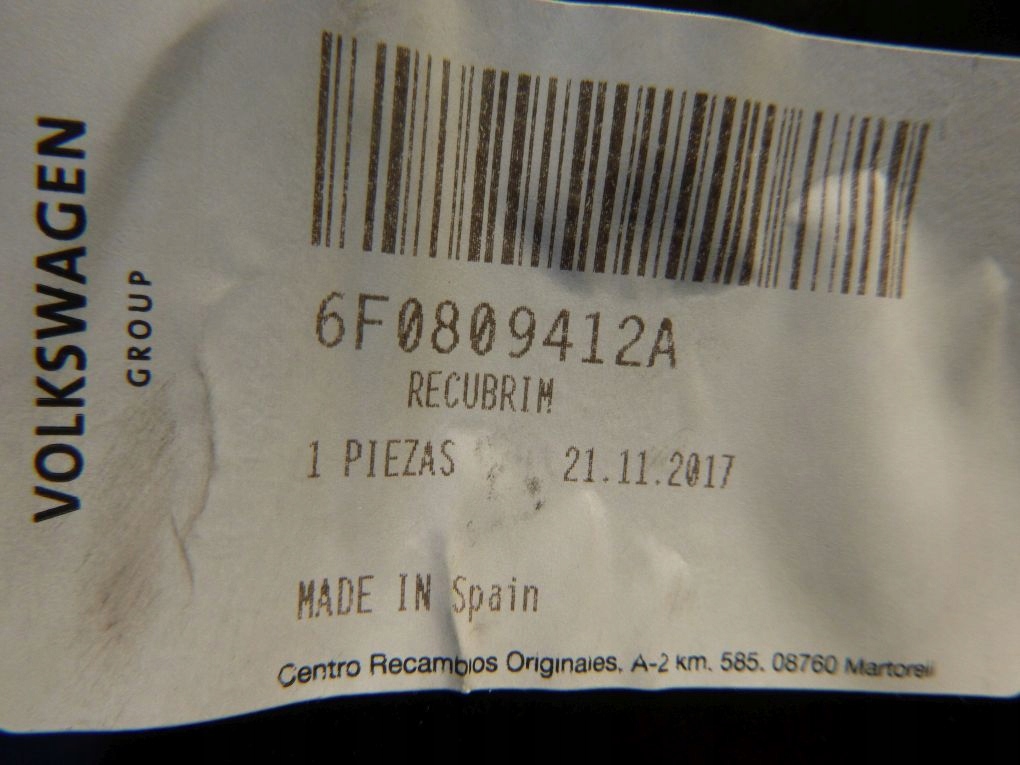 VOLKSWAGEN
GROUP
6F0809412A
RECUBRIM
1 PIEZAS 21.11.2017
MADE IN Spain
Centro Recambios Originales, A-2 km. 585. 08760 Martorell